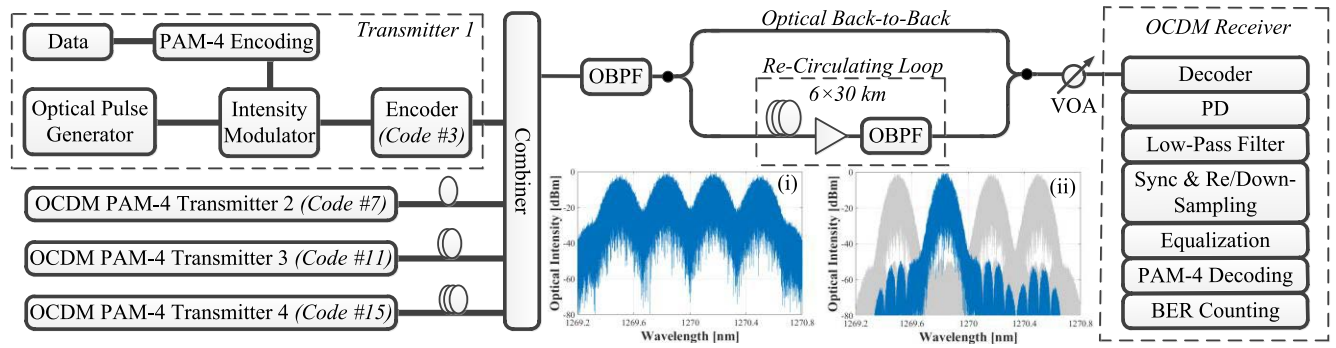 Transmitter 1
Data
PAM-4 Encoding
Optical Pulse
Generator
Intensity
Modulator
Encoder
(Code #3)
OCDM PAM-4 Transmitter 2 (Code #7)
OCDM PAM-4 Transmitter 3 (Code #11)
OCDM PAM-4 Transmitter 4 (Code #15)
Combiner
OBPF
Optical Back-to-Back
Re-Circulating Loop
6×30 km
OBPF
VOA
(i)
Optical Intensity [dBm]
0
-20
-40
-60
-80
1269.2
1269.6
1270
1270.4
1270.8
Wavelength [nm]
(ii)
Optical Intensity [dBm]
0
-20
-40
-60
-80
1269.2
1269.6
1270
1270.4
1270.8
Wavelength [nm]
OCDM Receiver
Decoder
PD
Low-Pass Filter
Sync & Re/Down-
Sampling
Equalization
PAM-4 Decoding
BER Counting